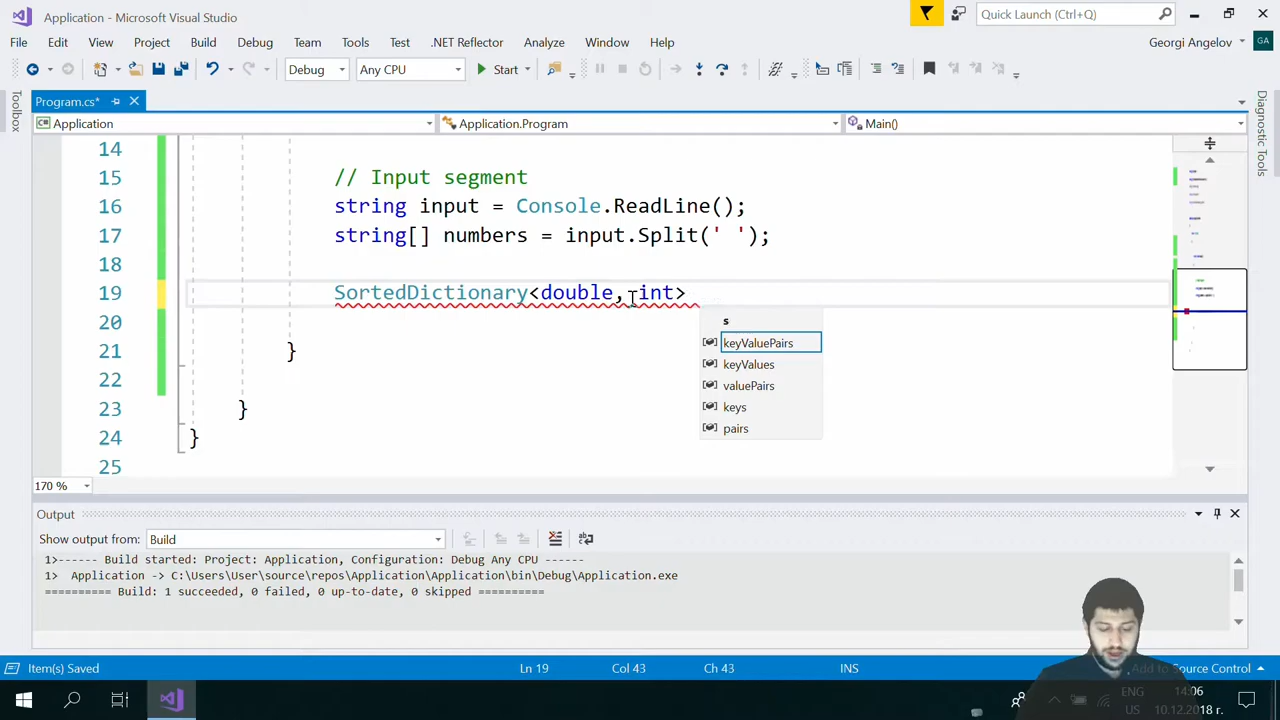 Application - Microsoft Visual Studio
Quick Launch (Ctrl+Q)
File Edit View Project Build Debug Team Tools Test .NET Reflector Analyze Window Help
Georgi Angelov GA
Debug Any CPU Start
Program.cs*
Application Application.Program Main()
Toolbox
Diagnostic Tools
14
15 // Input segment
16 string input = Console.ReadLine();
17 string[] numbers = input.Split(' ');
18
19 SortedDictionary<double, int>
20
21 }
22
23 }
24 }
25
s
keyValuePairs
keyValues
valuePairs
keys
pairs
170 %
Output
Show output from: Build
1>------ Build started: Project: Application, Configuration: Debug Any CPU ------
1>  Application -> C:\Users\User\source\repos\Application\Application\bin\Debug\Application.exe
========== Build: 1 succeeded, 0 failed, 0 up-to-date, 0 skipped ==========
Item(s) Saved Ln 19 Col 43 Ch 43 INS Add to Source Control
ENG 14:06
US 10.12.2018 г.